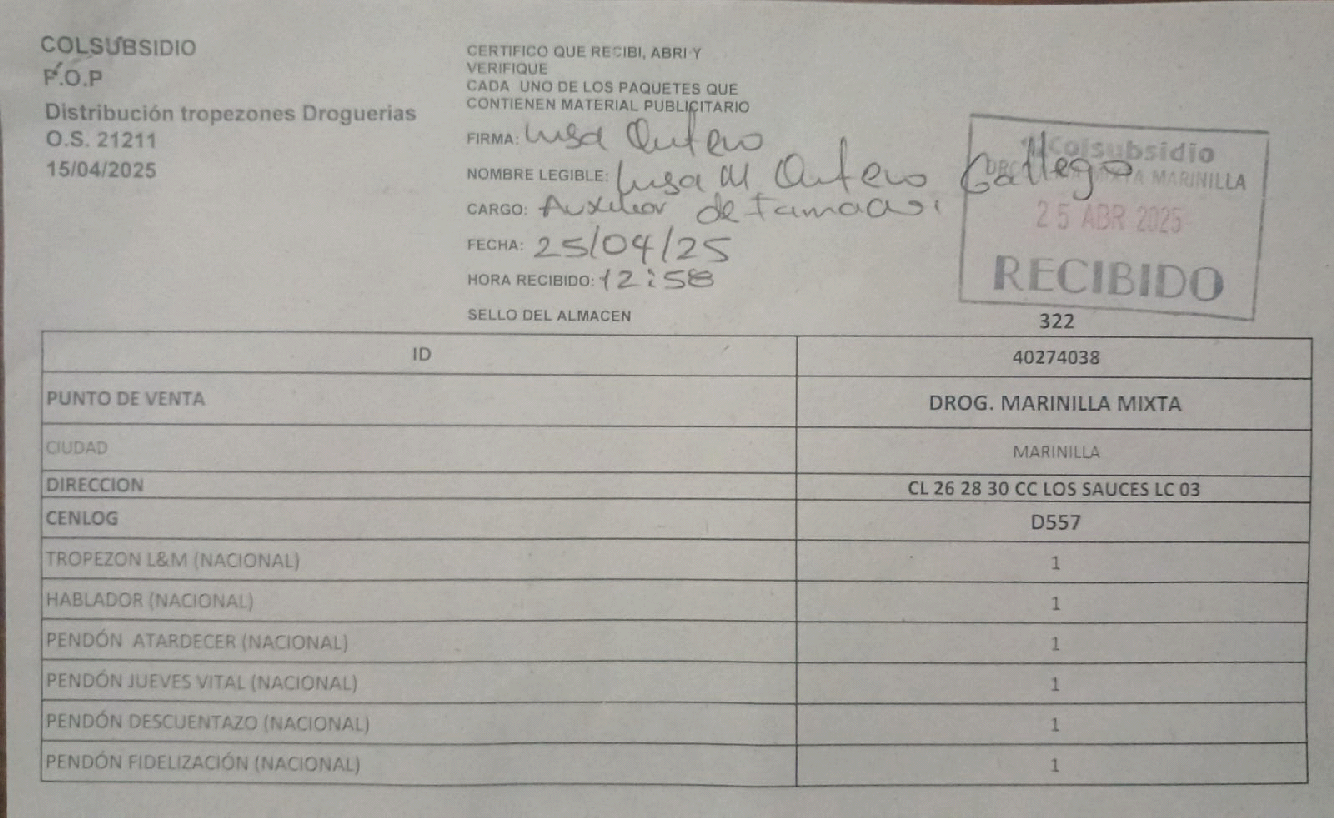 COLSUBSIDIO
P.O.P
Distribución tropezones Droguerias
O.S. 21211
15/04/2025
CERTIFICO QUE RECIBI, ABRI Y
VERIFIQUE
CADA UNO DE LOS PAQUETES QUE
CONTIENEN MATERIAL PUBLICITARIO
FIRMA: Luisa
NOMBRE LEGIBLE: Luisa M Gallego
CARGO: Auxiliar de
FECHA: 25/04/25
HORA RECIBIDO: 12:58
SELLO DEL ALMACEN
Colsubsidio
MIXTA MARINILLA
25 ABR 2025
RECIBIDO
322
ID 40274038
PUNTO DE VENTA DROG. MARINILLA MIXTA
CIUDAD MARINILLA
DIRECCION CL 26 28 30 CC LOS SAUCES LC 03
CENLOG D557
TROPEZON L&M (NACIONAL) 1
HABLADOR (NACIONAL) 1
PENDÓN ATARDECER (NACIONAL) 1
PENDÓN JUEVES VITAL (NACIONAL) 1
PENDÓN DESCUENTAZO (NACIONAL) 1
PENDÓN FIDELIZACIÓN (NACIONAL) 1